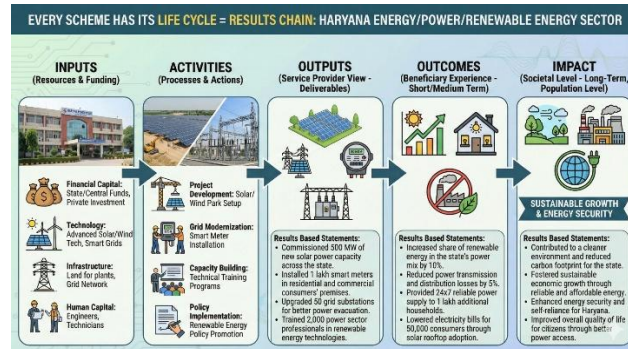 EVERY SCHEME HAS ITS LIFE CYCLE = RESULTS CHAIN: HARYANA ENERGY/POWER/RENEWABLE ENERGY SECTOR
INPUTS
(Resources & Funding)
Financial Capital:
State/Central Funds,
Private Investment
Technology:
Advanced Solar/Wind
Tech, Smart Grids
Infrastructure:
Land for plants,
Grid Network
Human Capital:
Engineers,
Technicians
ACTIVITIES
(Processes & Actions)
Project
Development: Solar/
Wind Park Setup
Grid Modernization:
Smart Meter
Installation
Capacity Building:
Technical Training
Programs
Policy
Implementation:
Renewable Energy
Policy Promotion
OUTPUTS
(Service Provider View -
Deliverables)
Results Based Statements:
• Commissioned 500 MW of
new solar power capacity
across the state.
• Installed 1 lakh smart meters
in residential and commercial
consumers' premises.
• Upgraded 50 grid substations
for better power evacuation.
• Trained 2,000 power sector
professionals in renewable
energy technologies.
OUTCOMES
(Beneficiary Experience -
Short/Medium Term)
Results Based Statements:
• Increased share of renewable
energy in the state's power
mix by 10%.
• Reduced power transmission
and distribution losses by 5%.
• Provided 24x7 reliable power
supply to 1 lakh additional
households.
• Lowered electricity bills for
50,000 consumers through
solar rooftop adoption.
IMPACT
(Societal Level - Long-Term,
Population Level)
SUSTAINABLE GROWTH
& ENERGY SECURITY
Results Based Statements:
• Contributed to a cleaner
environment and reduced
carbon footprint for the state.
• Fostered sustainable
economic growth through
reliable and affordable energy.
• Enhanced energy security and
self-reliance for Haryana.
• Improved overall quality of life
for citizens through better
power access.